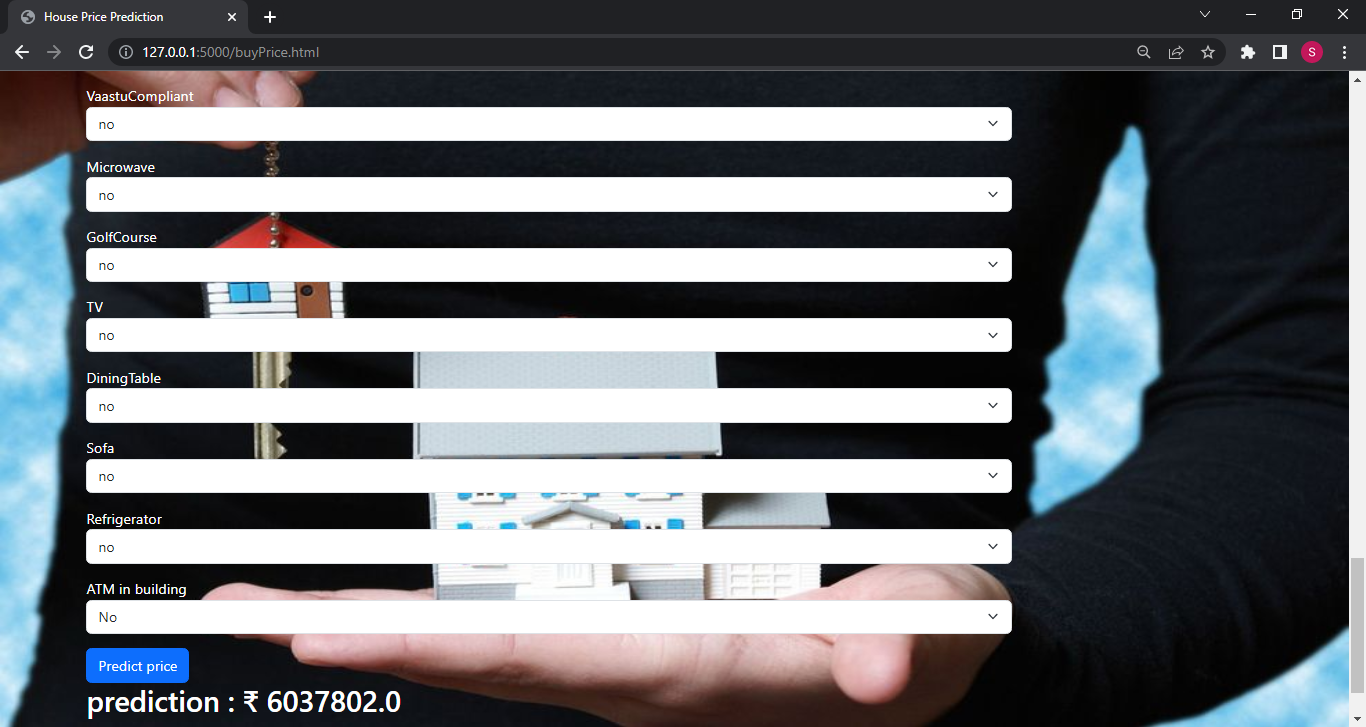 House Price Prediction
127.0.0.1:5000/buyPrice.html
S
VaastuCompliant
no
Microwave
no
GolfCourse
no
TV
no
DiningTable
no
Sofa
no
Refrigerator
no
ATM in building
No
Predict price
prediction : ₹ 6037802.0